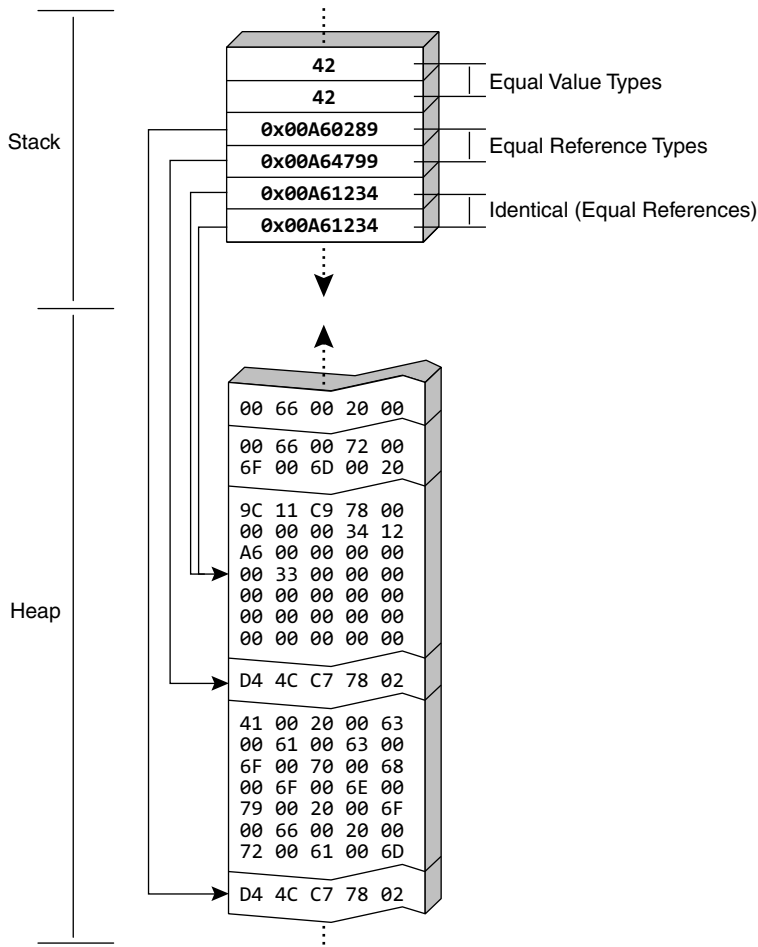 42
Equal Value Types
42
0x00A60289
Stack
Equal Reference Types
0x00A64799
0x00A61234
Identical (Equal References)
0x00A61234
00 66 00 20 00
00 66 00 72 00
6F 00 6D 00 20
9C 11 C9 78 00
00 00 00 34 12
A6 00 00 00 00
00 33 00 00 00
00 00 00 00 00
Heap
00 00 00 00 00
00 00 00 00 00
D4 4C C7 78 02
41 00 20 00 63
00 61 00 63 00
6F 00 70 00 68
00 6F 00 6E 00
79 00 20 00 6F
00 66 00 20 00
72 00 61 00 6D
D4 4C C7 78 02